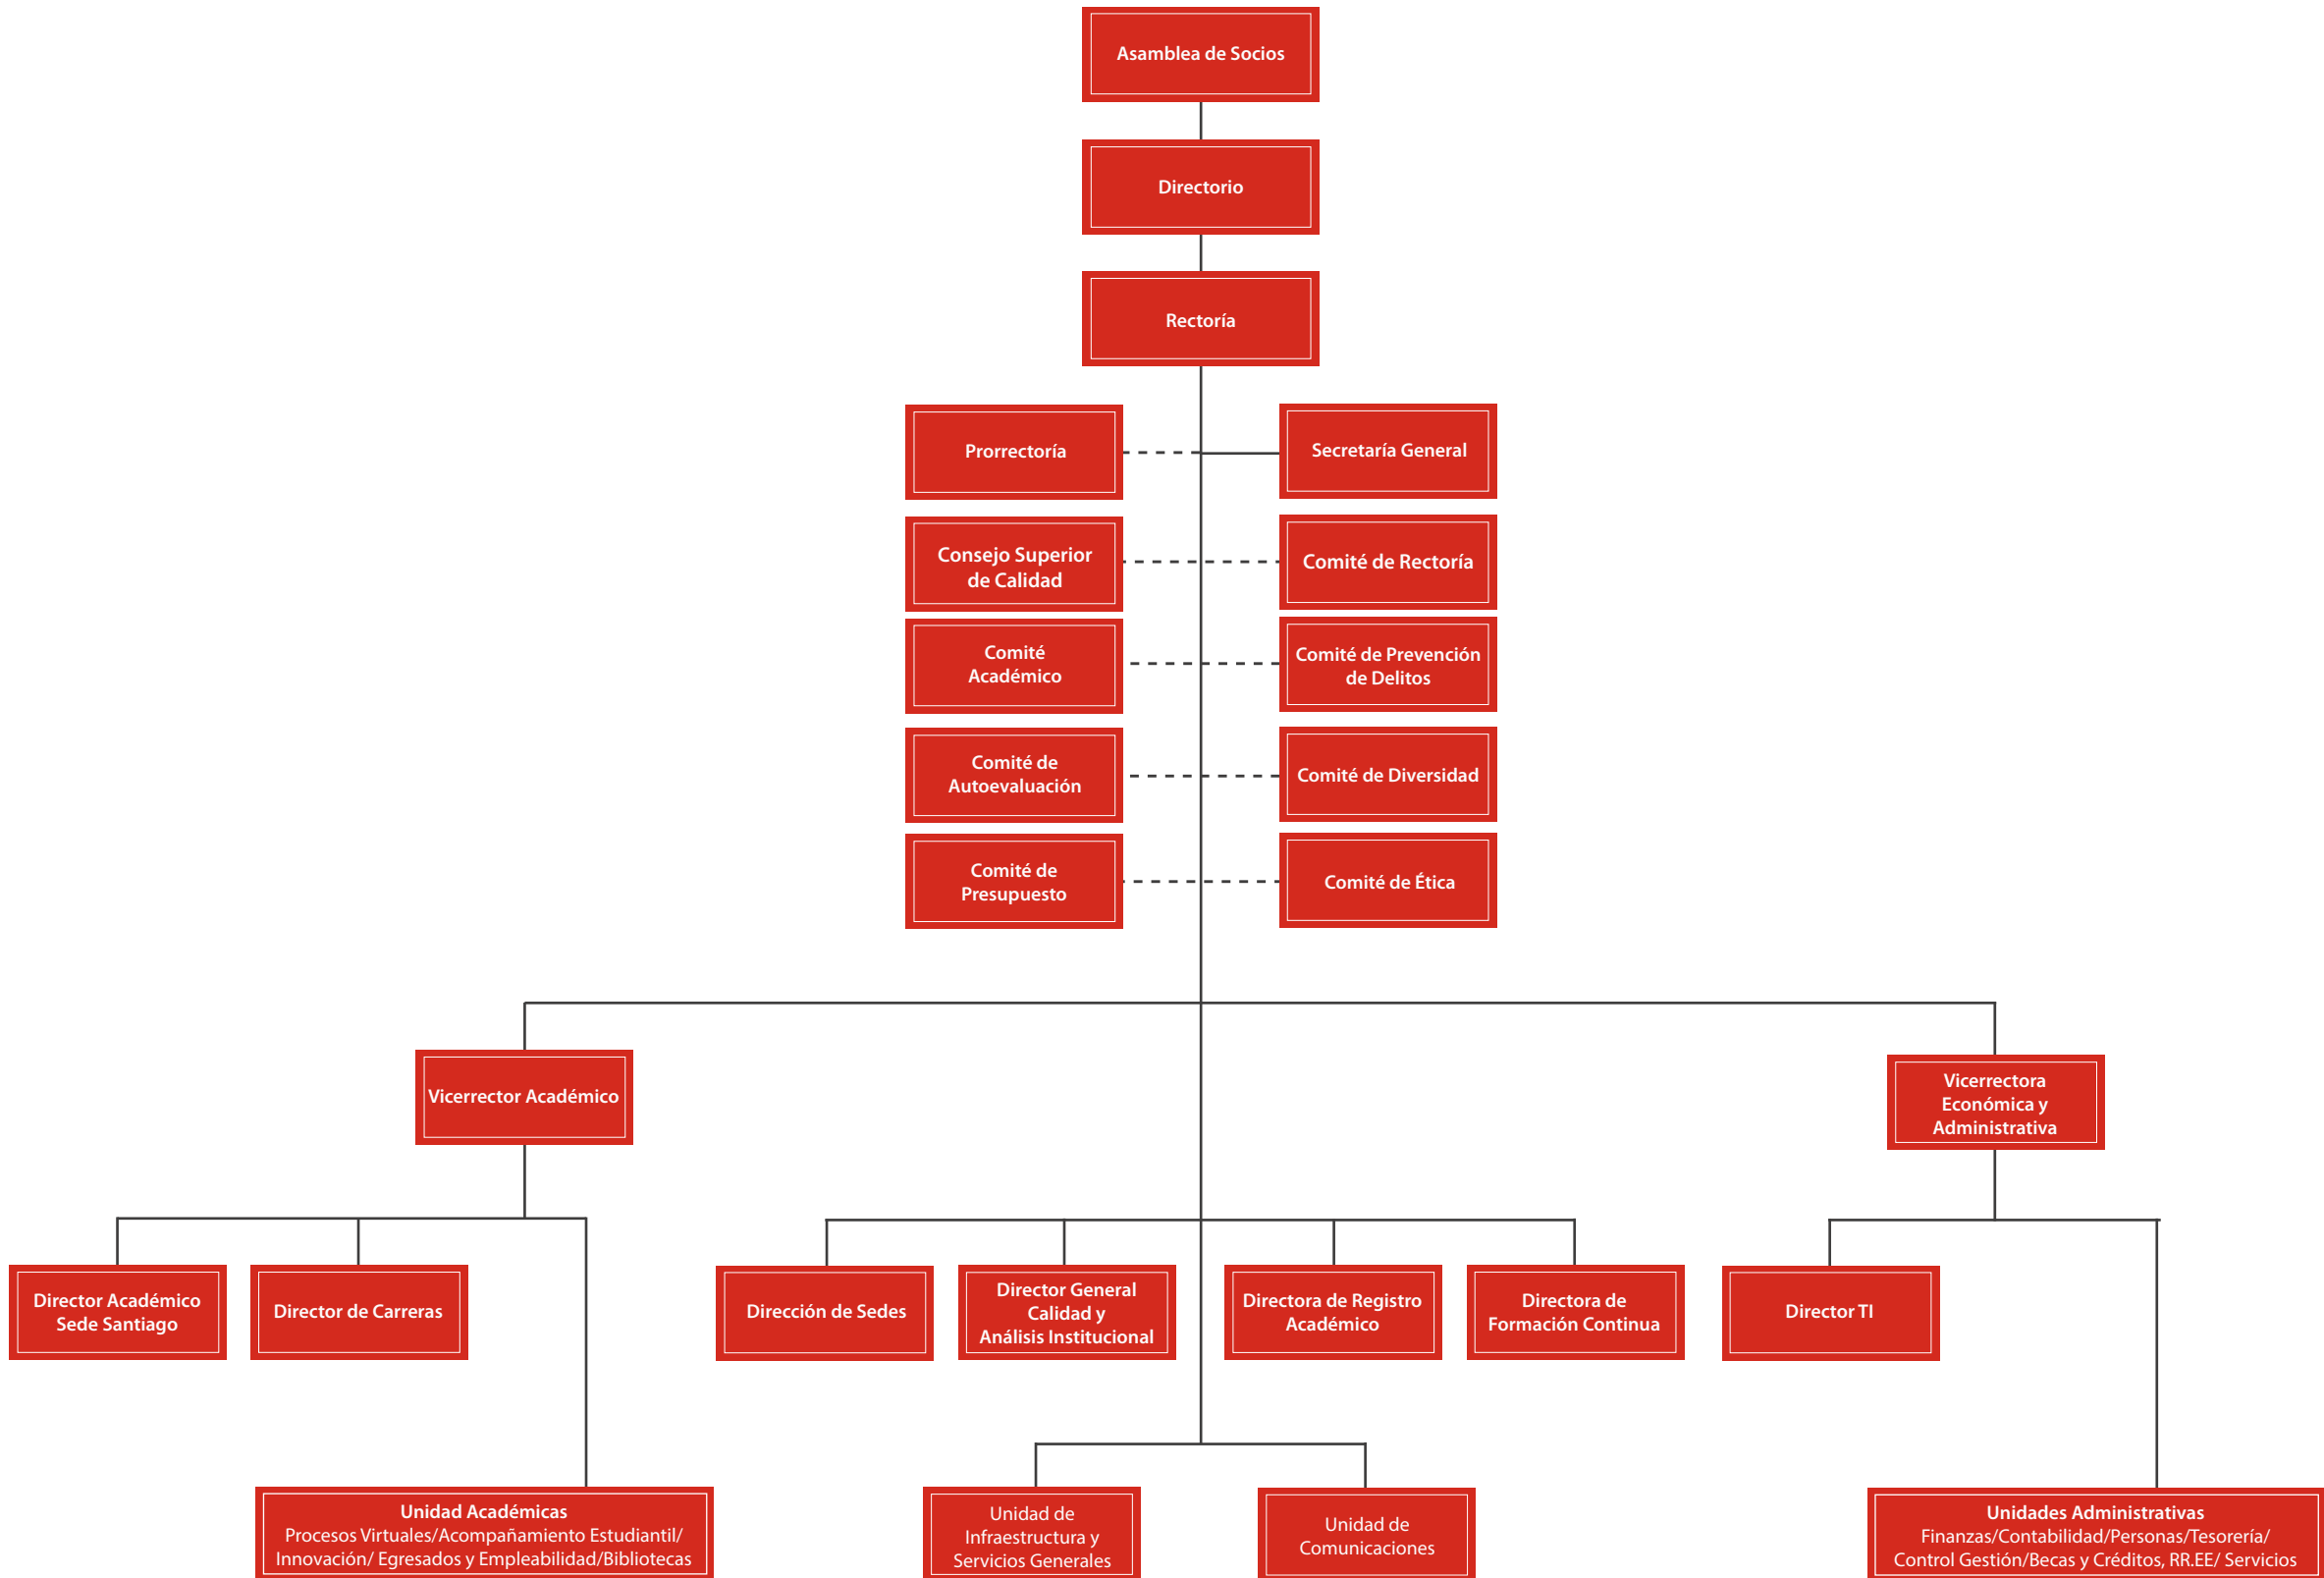 Asamblea de Socios
Directorio
Rectoría
Prorrectoría
Secretaría General
Consejo Superior
de Calidad
Comité de Rectoría
Comité
Académico
Comité de Prevención
de Delitos
Comité de
Autoevaluación
Comité de Diversidad
Comité de
Presupuesto
Comité de Ética
Vicerrector Académico
Vicerrectora
Económica y
Administrativa
Director Académico
Sede Santiago
Director de Carreras
Dirección de Sedes
Director General
Calidad y
Análisis Institucional
Directora de Registro
Académico
Directora de
Formación Continua
Director TI
Unidad Académicas
Procesos Virtuales/Acompañamiento Estudiantil/
Innovación/ Egresados y Empleabilidad/Bibliotecas
Unidad de
Infraestructura y
Servicios Generales
Unidad de
Comunicaciones
Unidades Administrativas
Finanzas/Contabilidad/Personas/Tesorería/
Control Gestión/Becas y Créditos, RR.EE/ Servicios